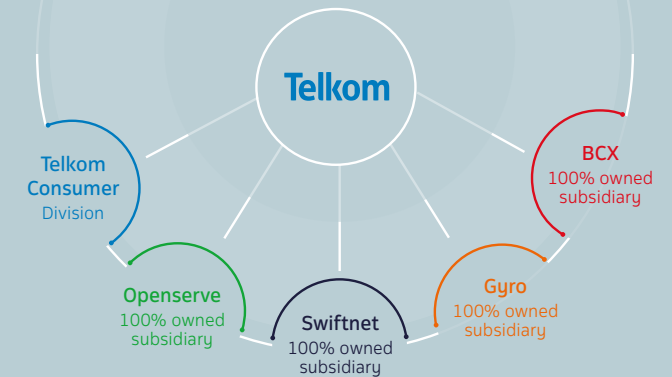 Telkom
Telkom
Consumer
Division
Openserve
100% owned
subsidiary
Swiftnet
100% owned
subsidiary
Gyro
100% owned
subsidiary
BCX
100% owned
subsidiary